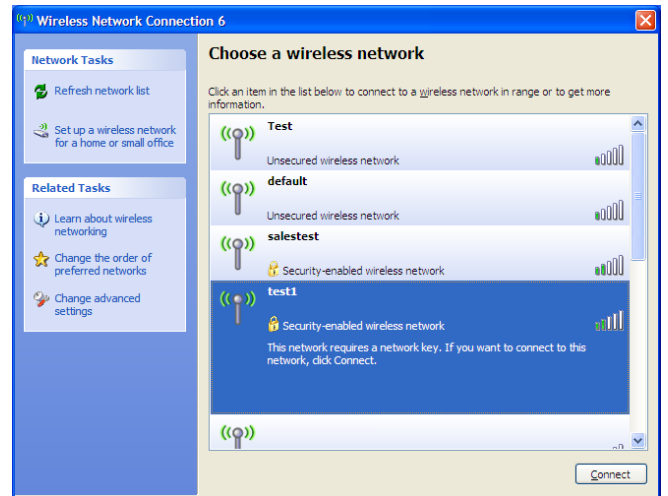 Wireless Network Connection 6
Network Tasks
Refresh network list
Set up a wireless network
for a home or small office
Related Tasks
Learn about wireless
networking
Change the order of
preferred networks
Change advanced
settings
Choose a wireless network
Click an item in the list below to connect to a wireless network in range or to get more
information.
Test
Unsecured wireless network
default
Unsecured wireless network
salestest
Security-enabled wireless network
test1
Security-enabled wireless network
This network requires a network key. If you want to connect to this
network, click Connect.
Connect